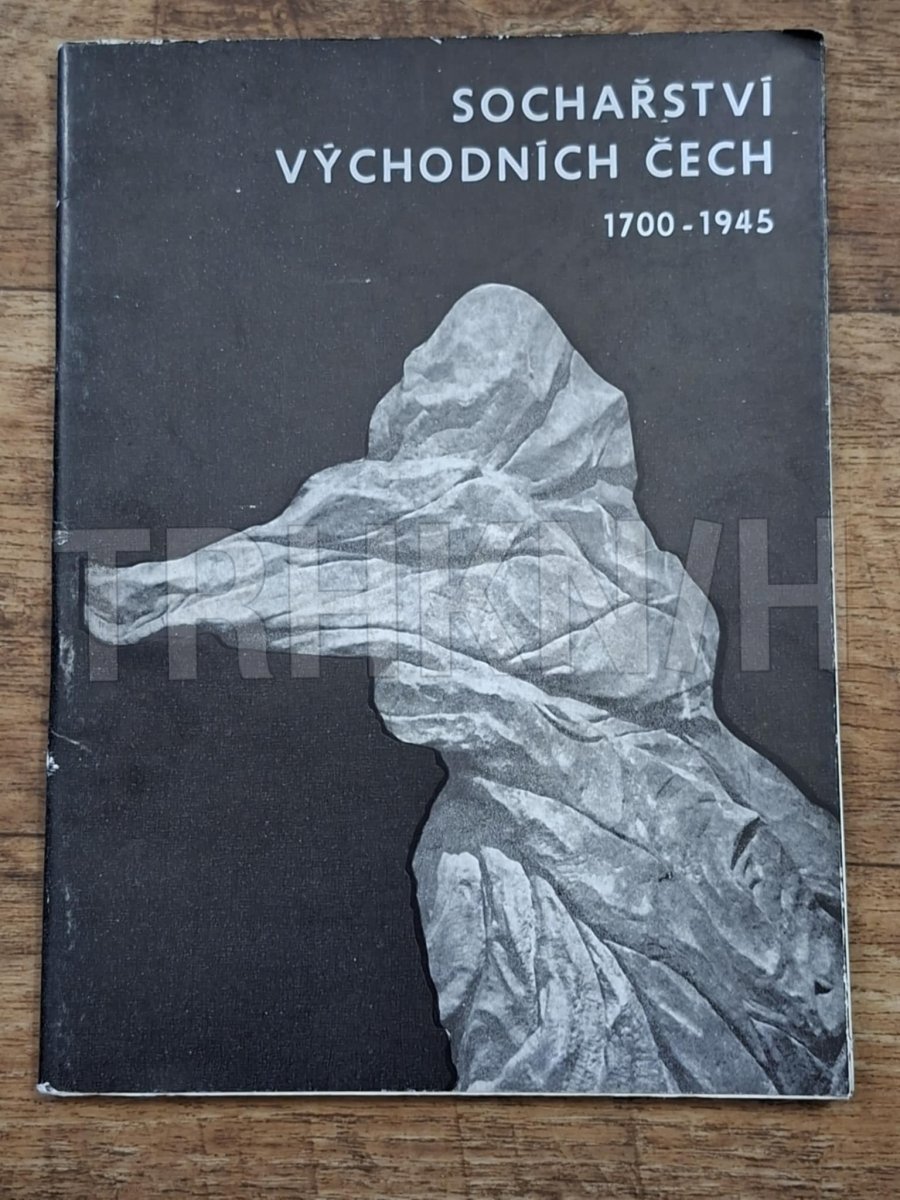 SOCHAŘSTVÍ
VÝCHODNÍCH ČECH
1700-1945
TRHKNIH